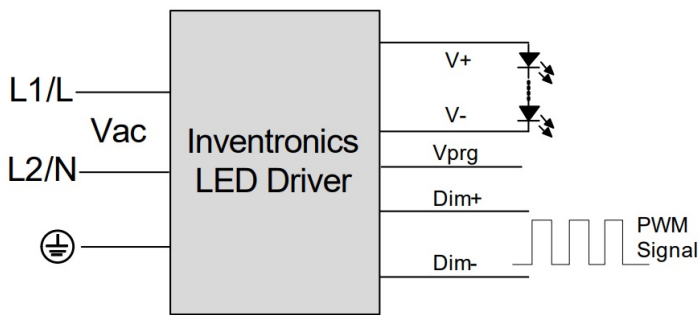 L1/L
Vac
L2/N
Inventronics
LED Driver
V+
V-
Vprg
Dim+
Dim-
PWM
Signal